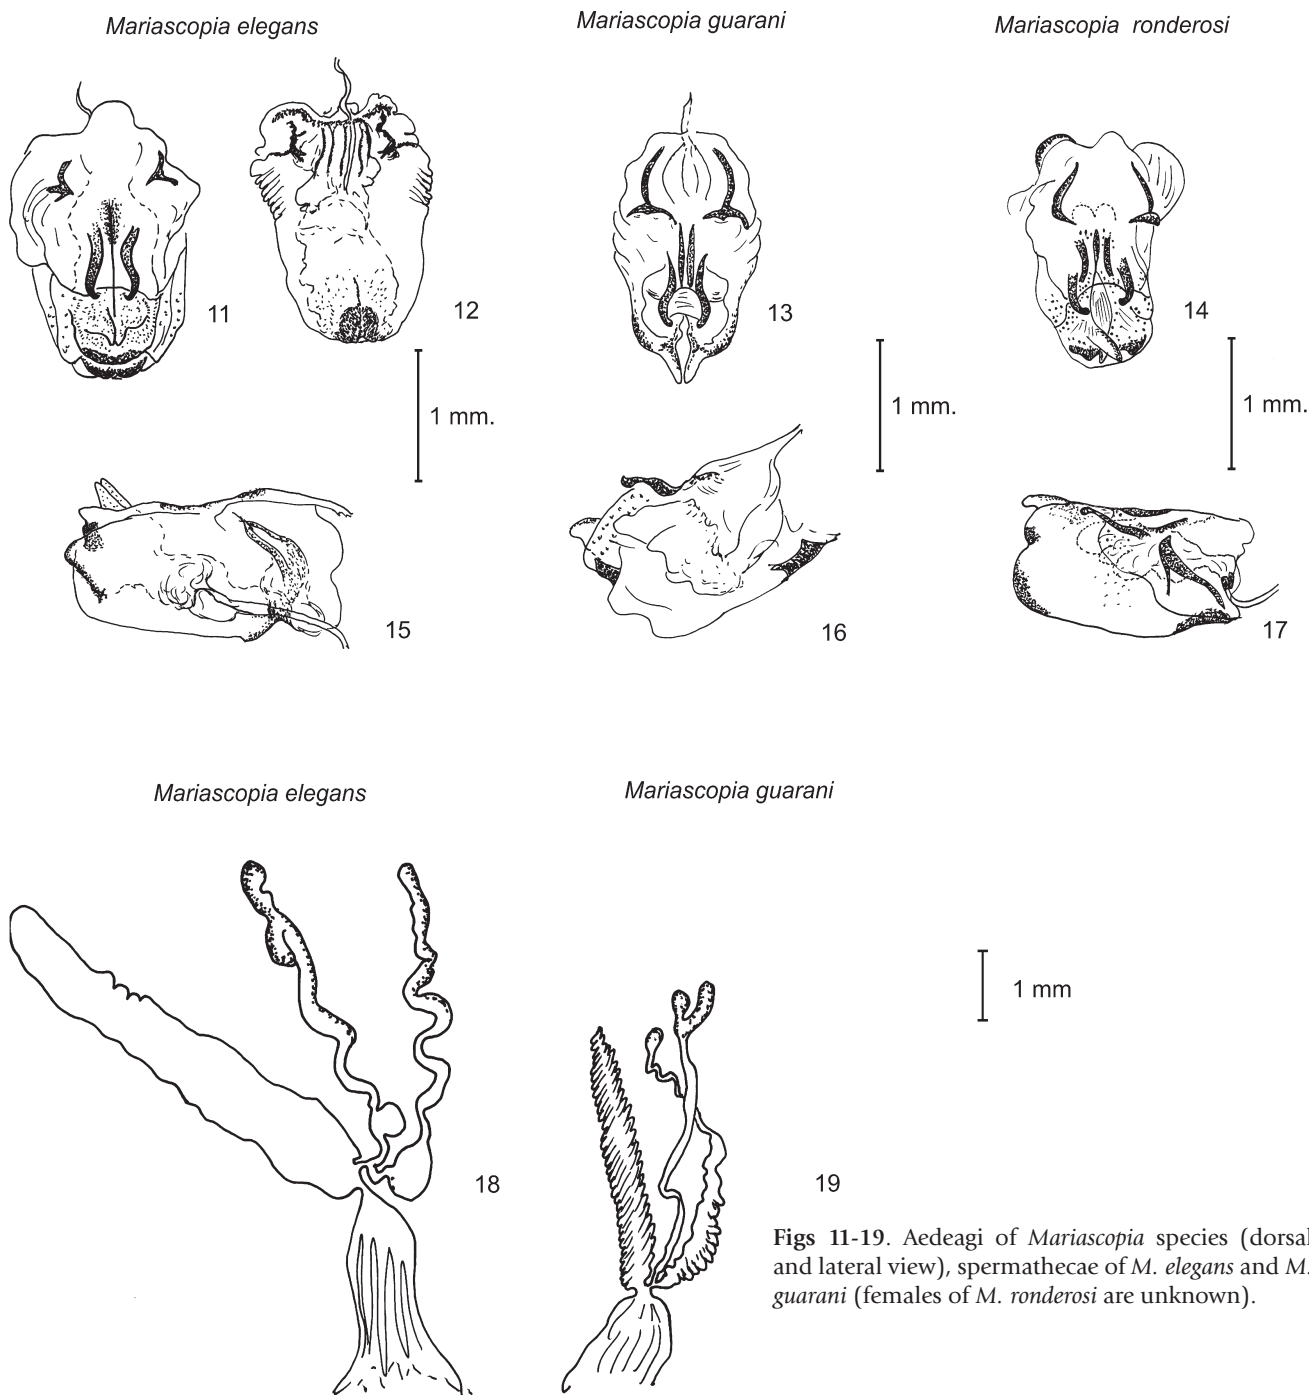 Mariascopia elegans
Mariascopia guarani
Mariascopia ronderosi
11
12
13
14
1 mm.
1 mm.
1 mm.
15
16
17
Mariascopia elegans
Mariascopia guarani
1 mm
18
19
Figs 11-19. Aedeagi of Mariascopia species (dorsal
and lateral view), spermathecae of M. elegans and M.
guarani (females of M. ronderosi are unknown).